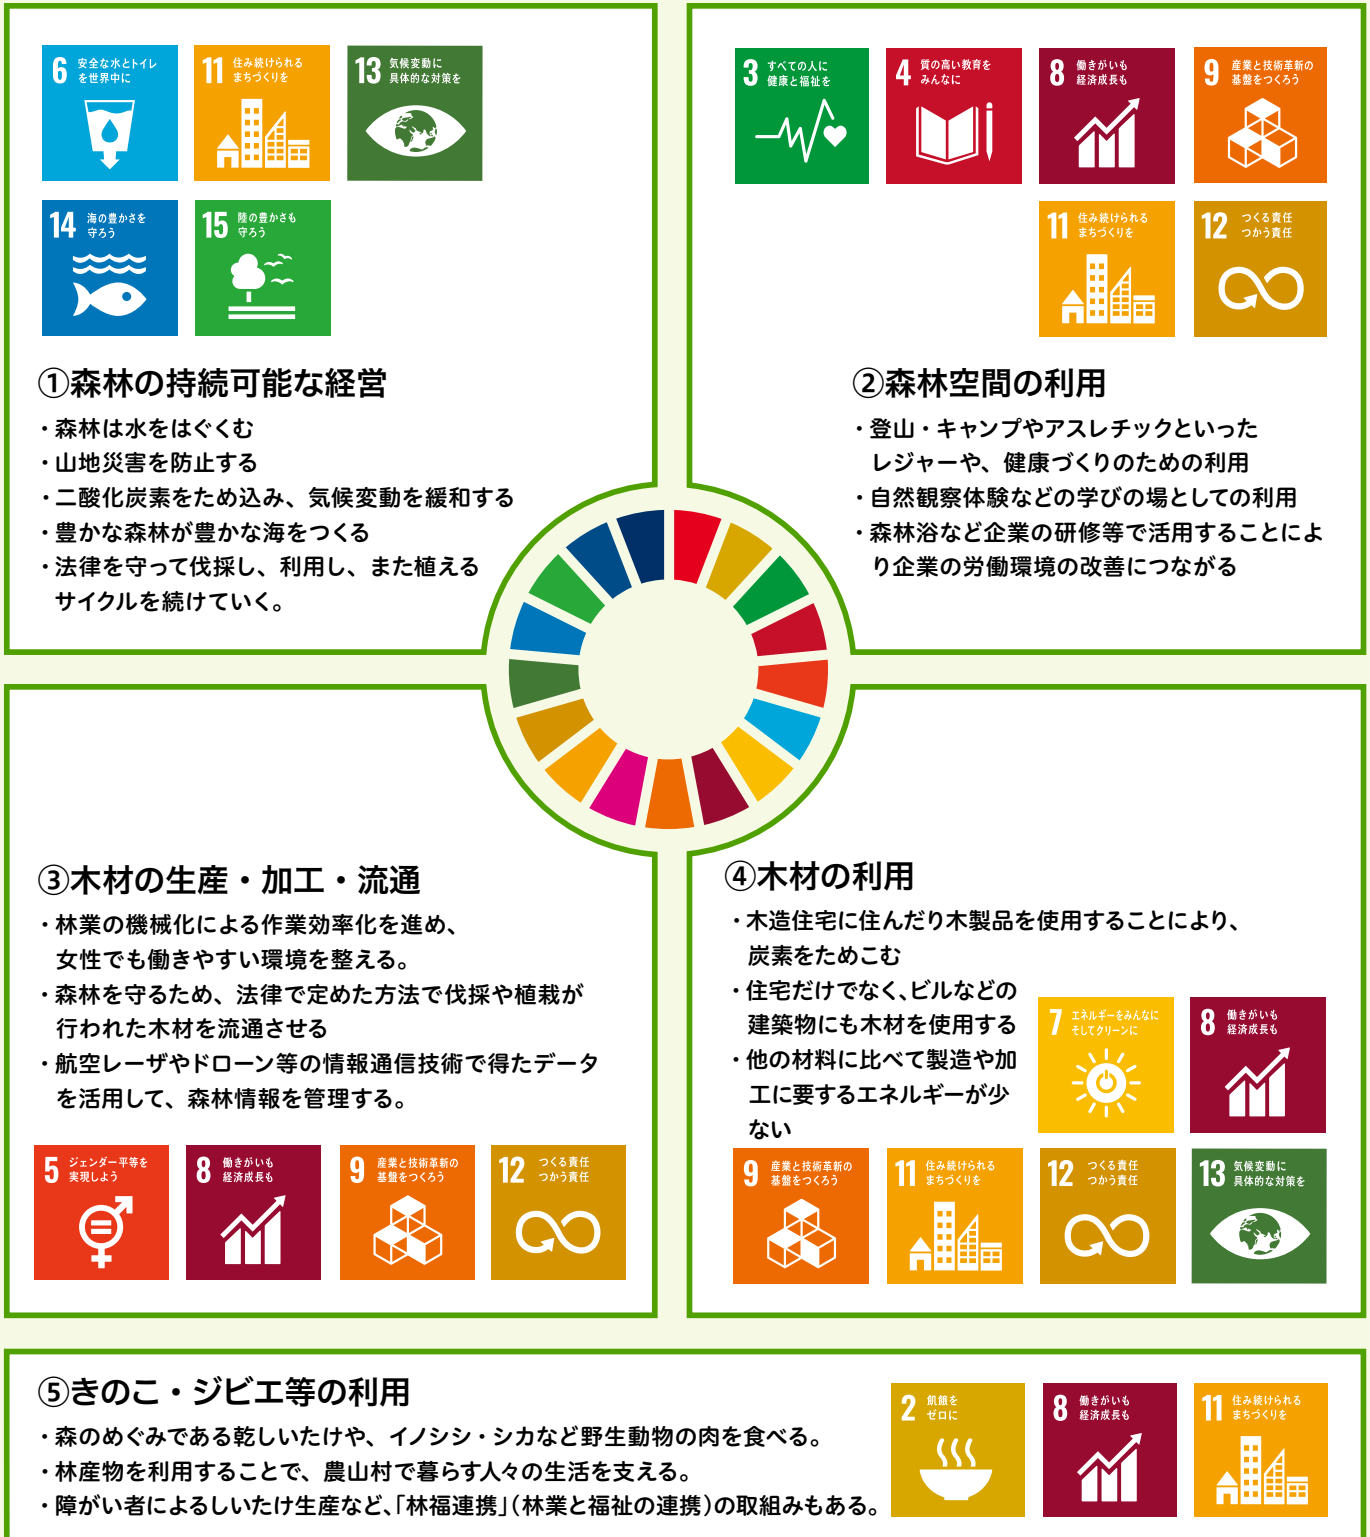 6 安全な水とトイレ
を世界中に
11 住み続けられる
まちづくりを
13 気候変動に
具体的な対策を
14 海の豊かさを
守ろう
15 陸の豊かさも
守ろう
①森林の持続可能な経営
・森林は水をはぐくむ
・山地災害を防止する
・二酸化炭素をため込み、気候変動を緩和する
・豊かな森林が豊かな海をつくる
・法律を守って伐採し、利用し、また植える
サイクルを続けていく。
3 すべての人に
健康と福祉を
4 質の高い教育を
みんなに
8 働きがいも
経済成長も
9 産業と技術革新の
基盤をつくろう
11 住み続けられる
まちづくりを
12 つくる責任
つかう責任
②森林空間の利用
・登山・キャンプやアスレチックといった
レジャーや、健康づくりのための利用
・自然観察体験などの学びの場としての利用
・森林浴など企業の研修等で活用することによ
り企業の労働環境の改善につながる
③木材の生産・加工・流通
・林業の機械化による作業効率化を進め、
女性でも働きやすい環境を整える。
・森林を守るため、法律で定めた方法で伐採や植栽が
行われた木材を流通させる
・航空レーザやドローン等の情報通信技術で得たデータ
を活用して、森林情報を管理する。
5 ジェンダー平等を
実現しよう
8 働きがいも
経済成長も
9 産業と技術革新の
基盤をつくろう
12 つくる責任
つかう責任
④木材の利用
・木造住宅に住んだり木製品を使用することにより、
炭素をためこむ
・住宅だけでなく、ビルなどの
建築物にも木材を使用する
・他の材料に比べて製造や加
工に要するエネルギーが少
ない
7 エネルギーをみんなに
そしてクリーンに
8 働きがいも
経済成長も
9 産業と技術革新の
基盤をつくろう
11 住み続けられる
まちづくりを
12 つくる責任
つかう責任
13 気候変動に
具体的な対策を
⑤きのこ・ジビエ等の利用
・森のめぐみである乾しいたけや、イノシシ・シカなど野生動物の肉を食べる。
・林産物を利用することで、農山村で暮らす人々の生活を支える。
・障がい者によるしいたけ生産など、「林福連携」（林業と福祉の連携）の取組みもある。
2 飢餓を
ゼロに
8 働きがいも
経済成長も
11 住み続けられる
まちづくりを